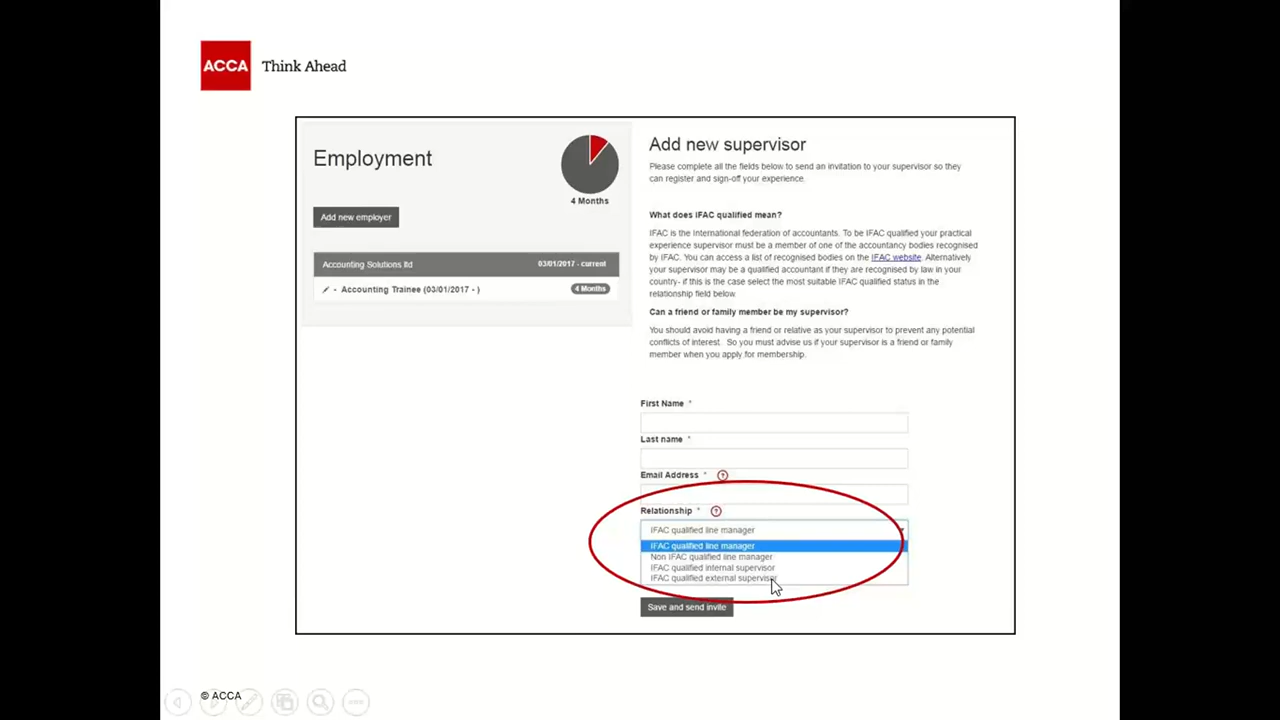 ACCA Think Ahead
Employment
4 Months
Add new employer
Accounting Solutions ltd 03/01/2017 - current
- Accounting Trainee (03/01/2017 - ) 4 Months
Add new supervisor
Please complete all the fields below to send an invitation to your supervisor so they
can register and sign-off your experience.
What does IFAC qualified mean?
IFAC is the International federation of accountants. To be IFAC qualified your practical
experience supervisor must be a member of one of the accountancy bodies recognised
by IFAC. You can access a list of recognised bodies on the IFAC website. Alternatively
your supervisor may be a qualified accountant if they are recognised by law in your
country- if this is the case select the most suitable IFAC qualified status in the
relationship field below.
Can a friend or family member be my supervisor?
You should avoid having a friend or relative as your supervisor to prevent any potential
conflicts of interest. So you must advise us if your supervisor is a friend or family
member when you apply for membership.
First Name *
Last name *
Email Address * ?
Relationship * ?
IFAC qualified line manager
IFAC qualified line manager
Non IFAC qualified line manager
IFAC qualified internal supervisor
IFAC qualified external supervisor
Save and send invite
© ACCA